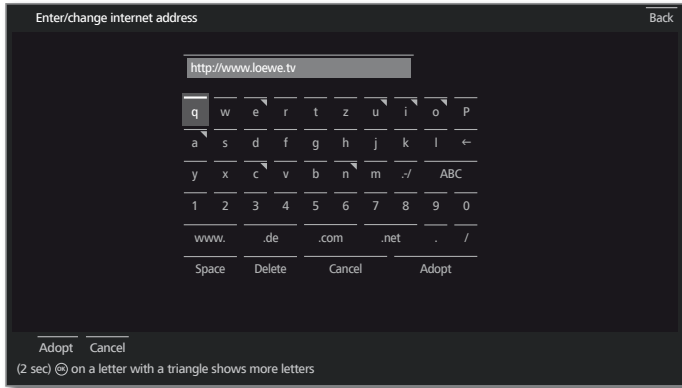 Enter/change internet address Back
http://www.loewe.tv
q w e r t z u i o P
a s d f g h j k l ←
y x c v b n m .-/ ABC
1 2 3 4 5 6 7 8 9 0
www. .de .com .net . /
Space Delete Cancel Adopt
Adopt Cancel
(2 sec) OK on a letter with a triangle shows more letters